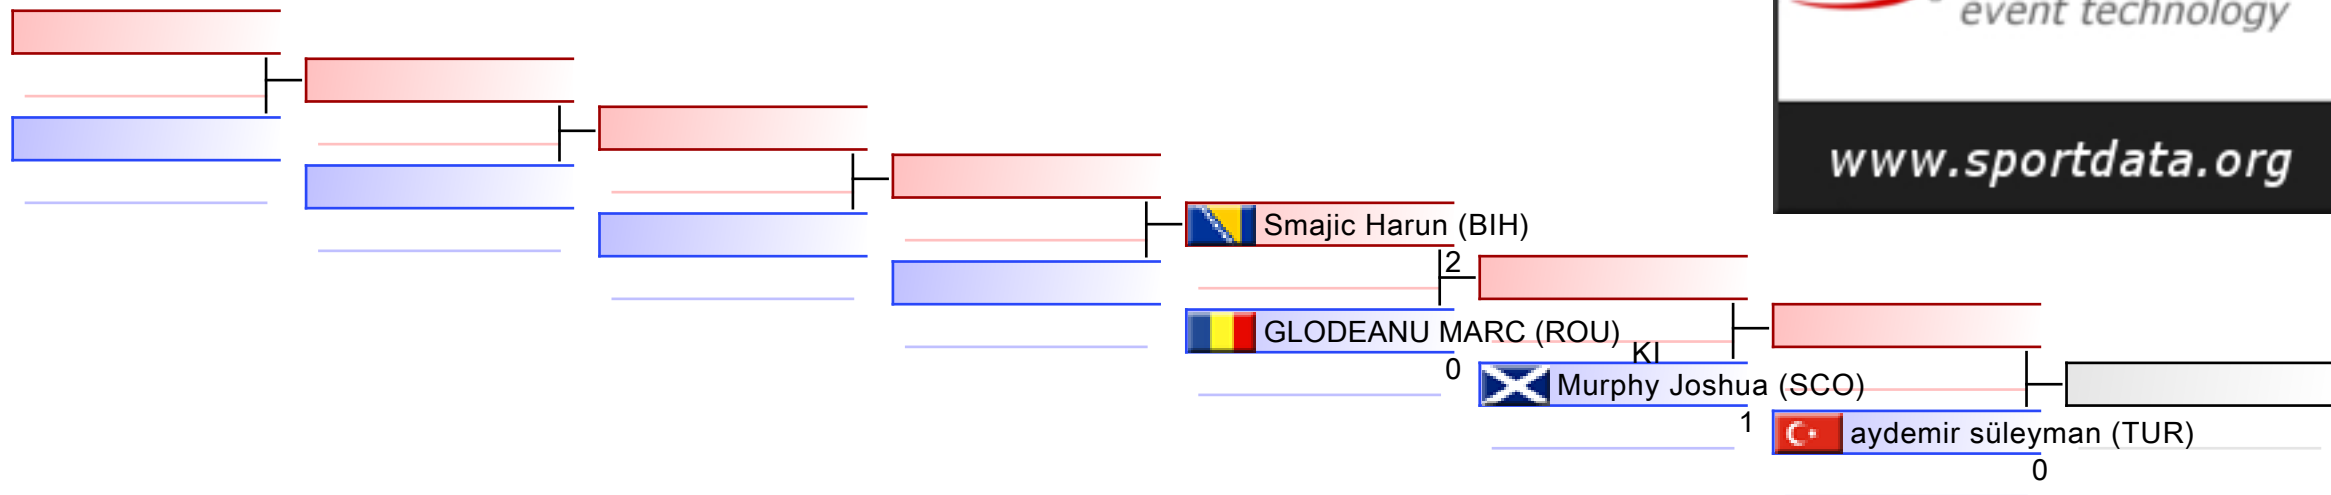 event technology
www.sportdata.org
Smajic Harun (BIH)
2
GLODEANU MARC (ROU)
0
KI
Murphy Joshua (SCO)
1
aydemir süleyman (TUR)
0